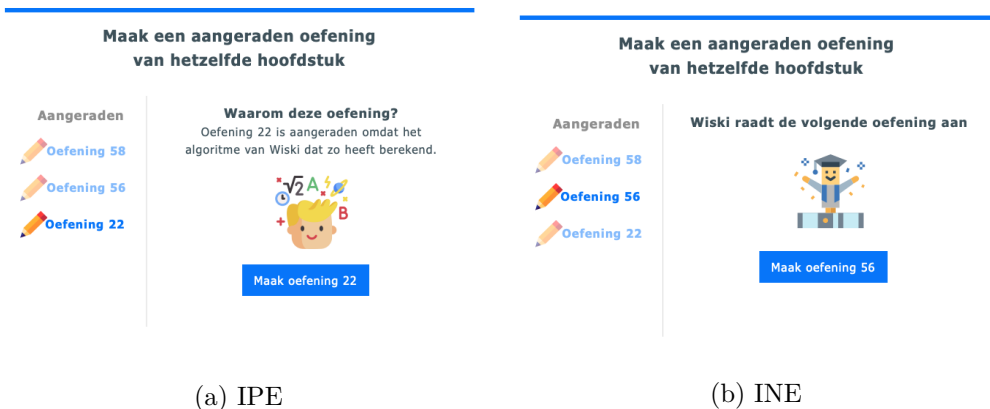 Maak een aangeraden oefening
van hetzelfde hoofdstuk
Aangeraden
Oefening 58
Oefening 56
Oefening 22
Waarom deze oefening?
Oefening 22 is aangeraden omdat het
algoritme van Wiski dat zo heeft berekend.
√2 A
+ B
Maak oefening 22
(a) IPE
Maak een aangeraden oefening
van hetzelfde hoofdstuk
Aangeraden
Oefening 58
Oefening 56
Oefening 22
Wiski raadt de volgende oefening aan
Maak oefening 56
(b) INE